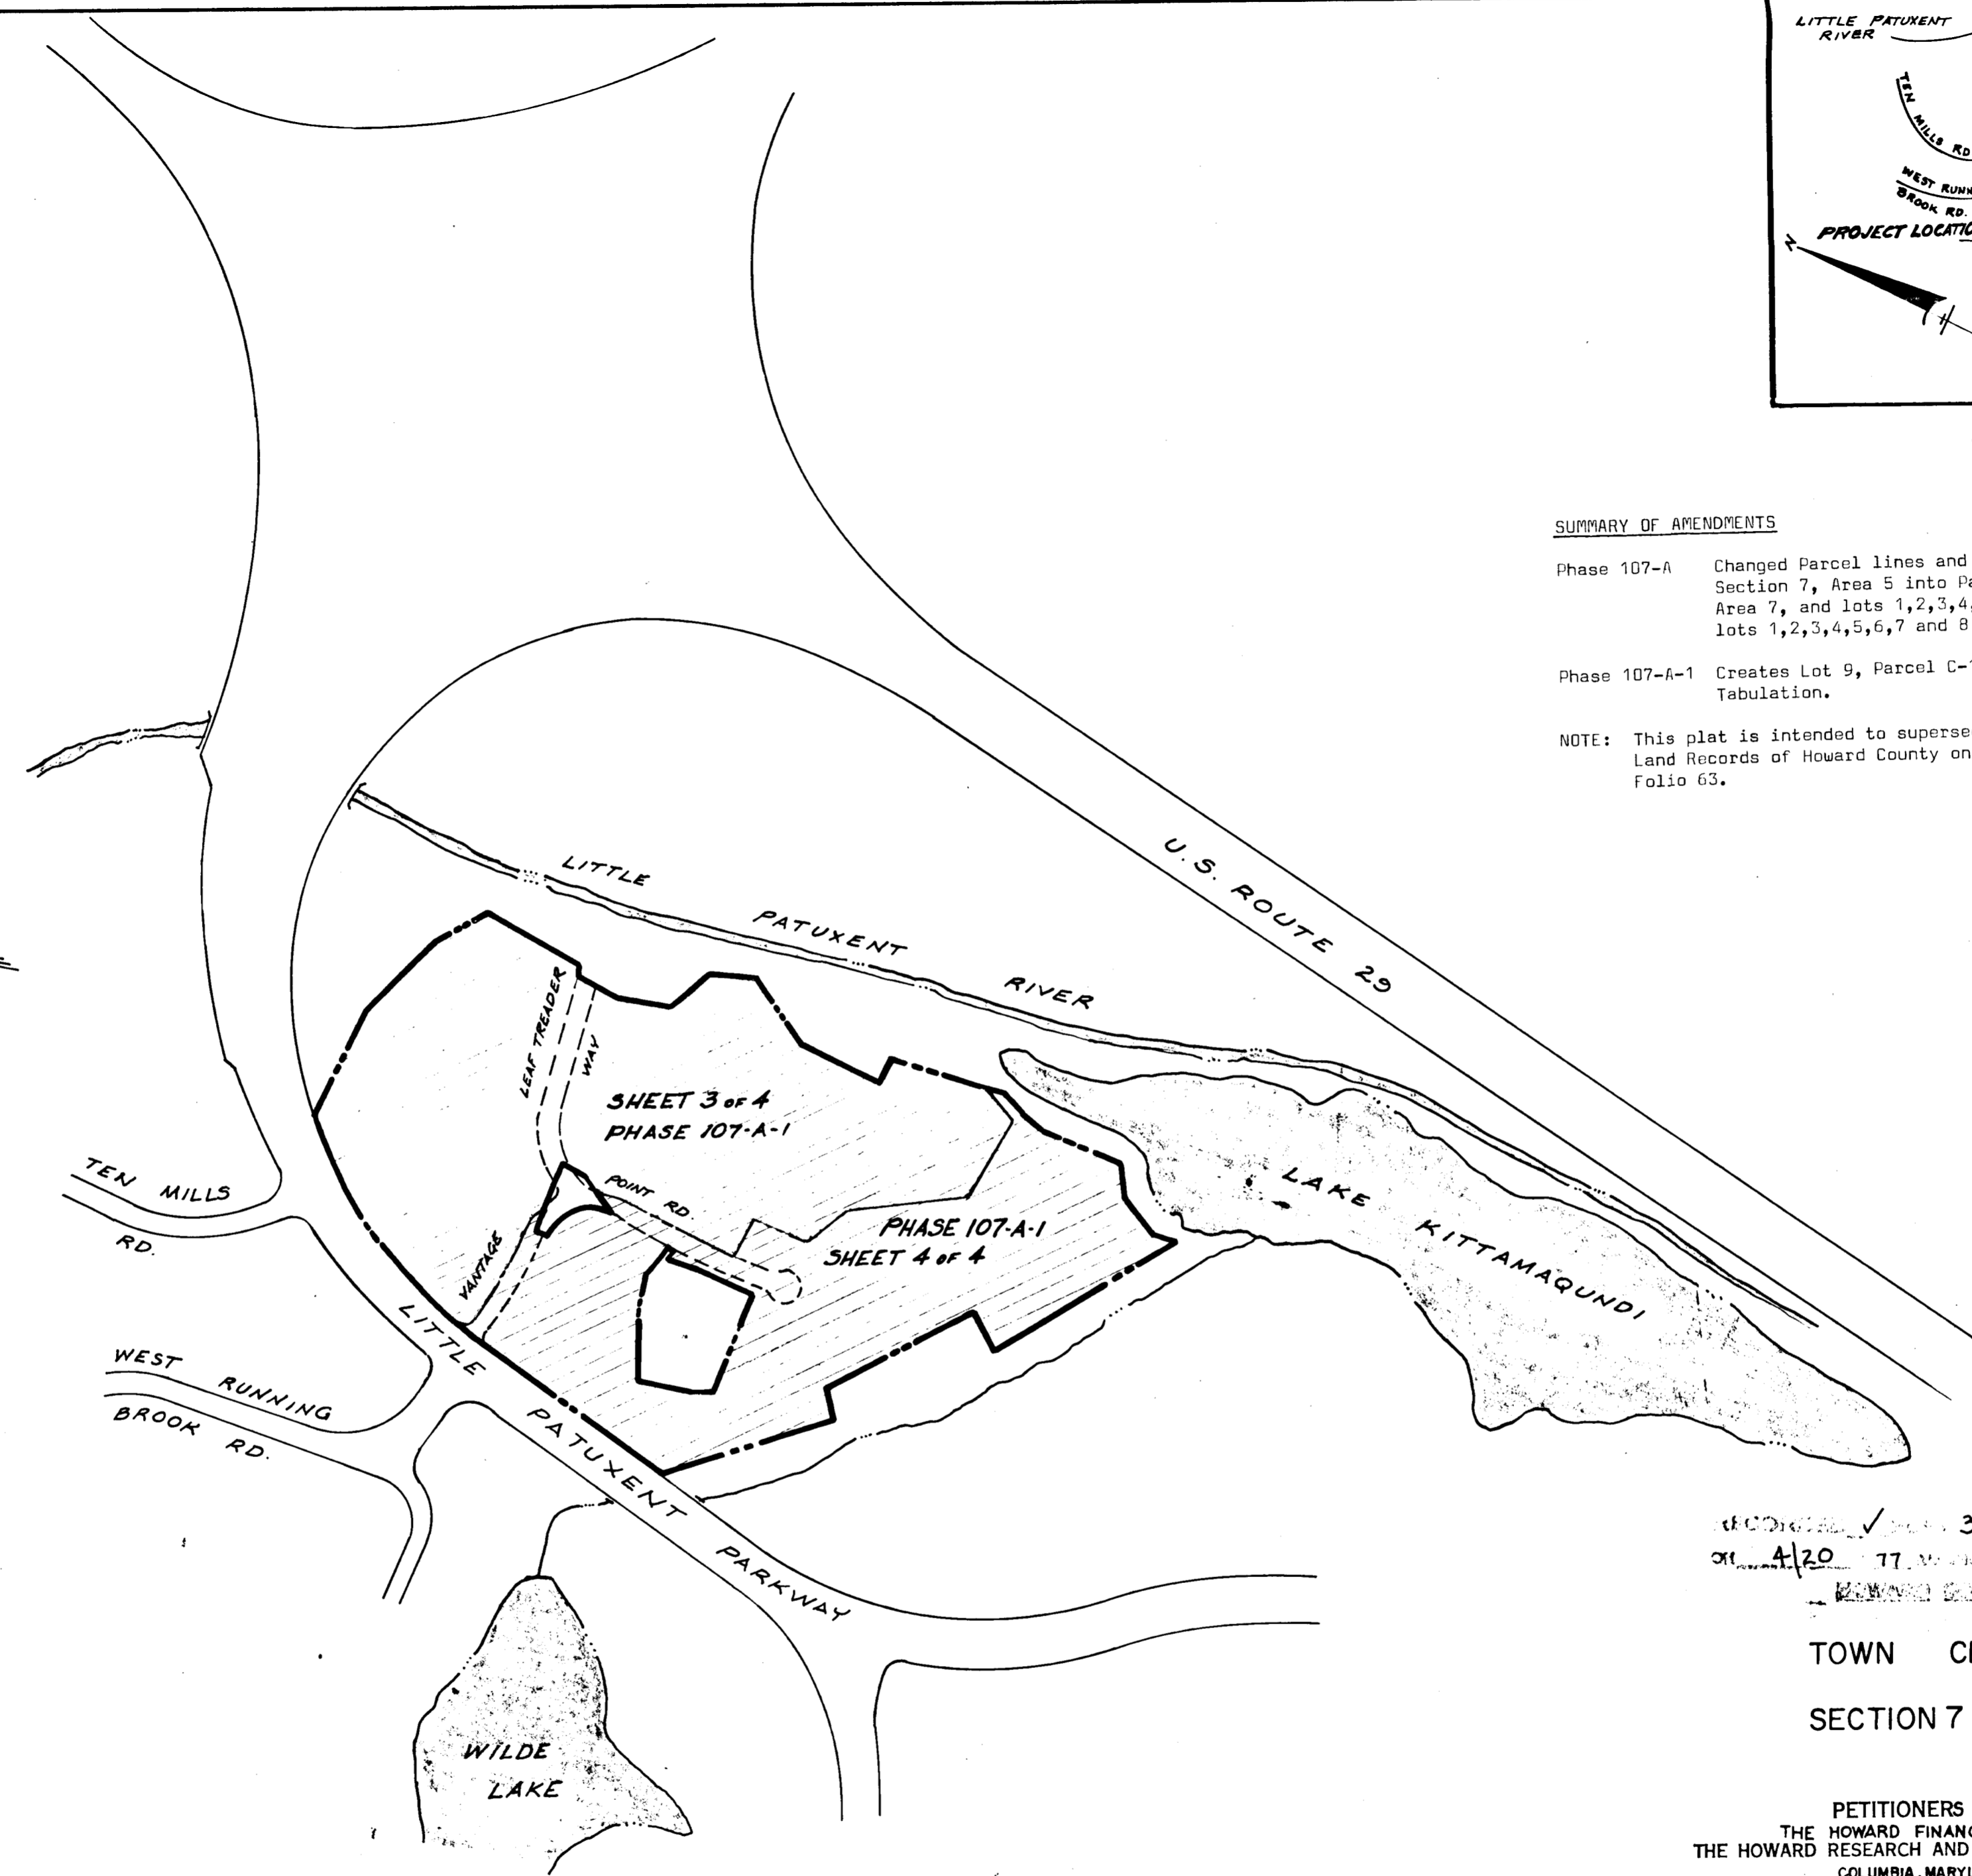 LITTLE PATUXENT
RIVER
TEN MILLS RD
WEST RUNN
BROOK RD.
PROJECT LOCATIO
N
SUMMARY OF AMENDMENTS
Phase 107-A Changed Parcel lines and
Section 7, Area 5 into Pa
Area 7, and lots 1,2,3,4,
lots 1,2,3,4,5,6,7 and 8
Phase 107-A-1 Creates Lot 9, Parcel C-1
Tabulation.
NOTE: This plat is intended to superse
Land Records of Howard County on
Folio 63.
U.S. ROUTE 29
LITTLE PATUXENT RIVER
LEAF TREADER
WAY
SHEET 3 OF 4
PHASE 107-A-1
POINT RD.
VANTAGE
PHASE 107-A-1
SHEET 4 OF 4
LAKE KITTAMAQUNDI
TEN MILLS
RD.
WEST RUNNING
BROOK RD.
LITTLE PATUXENT PARKWAY
WILDE
LAKE
4/20 77
TOWN
SECTION 7
PETITIONERS
THE HOWARD FINANC
THE HOWARD RESEARCH AND
COLUMBIA, MARYL